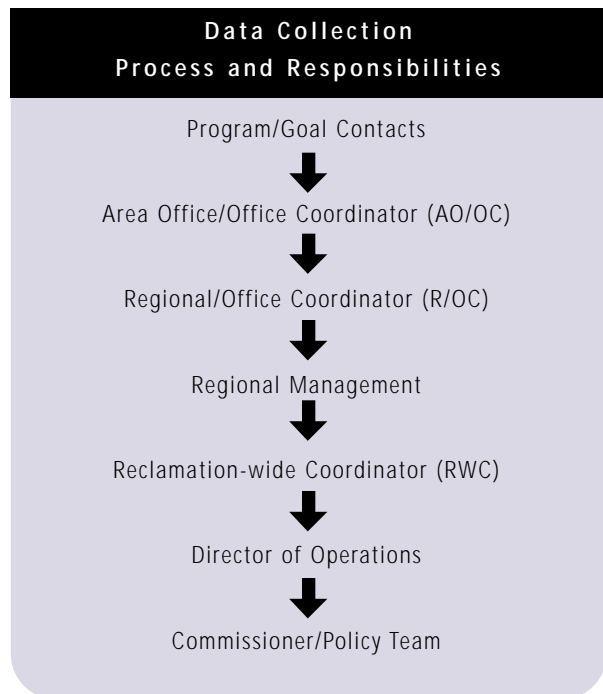 Data Collection
Process and Responsibilities
Program/Goal Contacts
Area Office/Office Coordinator (AO/OC)
Regional/Office Coordinator (R/OC)
Regional Management
Reclamation-wide Coordinator (RWC)
Director of Operations
Commissioner/Policy Team